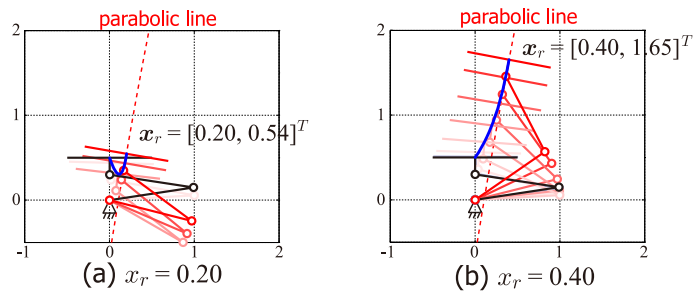 parabolic line
2
1
0
-1 0 1 2
x_r = [0.20, 0.54]^T
(a) x_r = 0.20
parabolic line
2
1
0
-1 0 1 2
x_r = [0.40, 1.65]^T
(b) x_r = 0.40